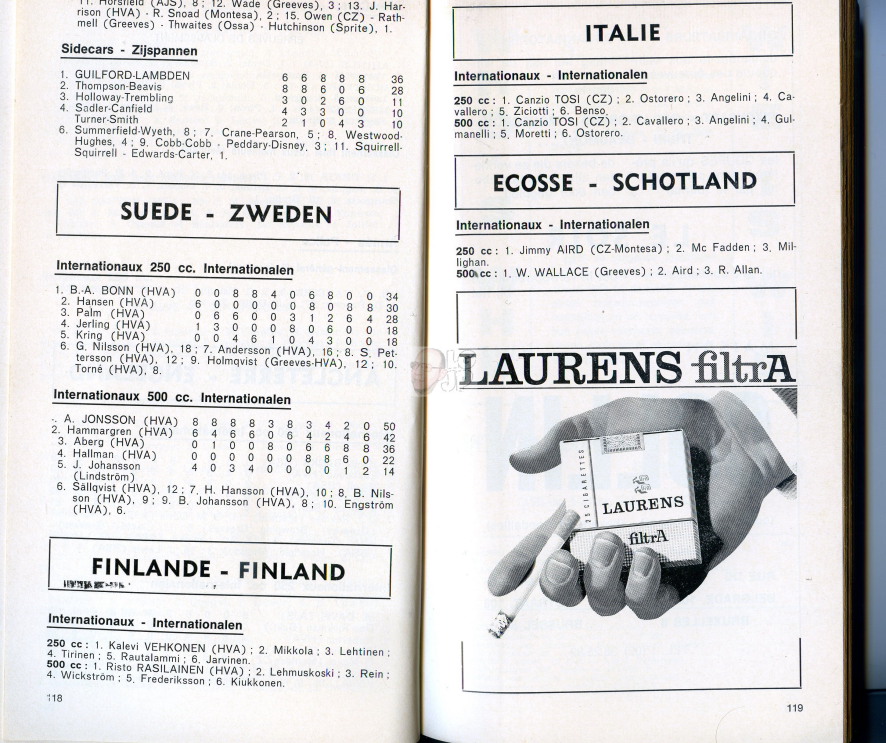 11. Horsfield (AJS), 8 ; 12. Wade (Greeves), 3 ; 13. J. Har-
rison (HVA) - R. Snoad (Montesa), 2 ; 15. Owen (CZ) - Rath-
mell (Greeves) - Thwaites (Ossa) - Hutchinson (Sprite), 1.
Sidecars - Zijspannen
1. GUILFORD-LAMBDEN 6 6 8 8 8 36
2. Thompson-Beavis 8 8 6 0 6 28
3. Holloway-Trembling 3 0 2 6 0 11
4. Sadler-Canfield 4 3 3 0 0 10
Turner-Smith 2 1 0 4 3 10
6. Summerfield-Wyeth, 8 ; 7. Crane-Pearson, 5 ; 8. Westwood-
Hughes, 4 ; 9. Cobb-Cobb - Peddary-Disney, 3 ; 11. Squirrell-
Squirrell - Edwards-Carter, 1.
SUEDE - ZWEDEN
Internationaux 250 cc. Internationalen
1. B.-A. BONN (HVA) 0 0 8 8 4 0 6 8 0 0 34
2. Hansen (HVA) 6 0 0 0 0 0 8 0 8 8 30
3. Palm (HVA) 0 6 6 0 0 3 1 2 6 4 28
4. Jerling (HVA) 1 3 0 0 0 8 0 6 0 0 18
5. Kring (HVA) 0 0 4 6 1 0 4 3 0 0 18
6. G. Nilsson (HVA), 18 ; 7. Andersson (HVA), 16 ; 8. S. Pet-
tersson (HVA), 12 ; 9. Holmqvist (Greeves-HVA), 12 ; 10.
Torné (HVA), 8.
Internationaux 500 cc. Internationalen
. A. JONSSON (HVA) 8 8 8 8 3 8 3 4 2 0 50
2. Hammargren (HVA) 6 4 6 6 0 6 4 2 4 6 42
3. Aberg (HVA) 0 1 0 0 8 0 6 6 8 8 36
4. Hallman (HVA) 0 0 0 0 0 0 8 8 6 0 22
5. J. Johansson 4 0 3 4 0 0 0 0 1 2 14
(Lindström)
6. Sällqvist (HVA), 12 ; 7. H. Hansson (HVA), 10 ; 8. B. Nils-
son (HVA), 9 ; 9. B. Johansson (HVA), 8 ; 10. Engström
(HVA), 6.
FINLANDE - FINLAND
Internationaux - Internationalen
250 cc : 1. Kalevi VEHKONEN (HVA) ; 2. Mikkola ; 3. Lehtinen ;
4. Tirinen ; 5. Rautalammi ; 6. Jarvinen.
500 cc : 1. Risto RASILAINEN (HVA) ; 2. Lehmuskoski ; 3. Rein ;
4. Wickström ; 5. Frederiksson ; 6. Kiukkonen.
118
ITALIE
Internationaux - Internationalen
250 cc : 1. Canzio TOSI (CZ) ; 2. Ostorero ; 3. Angelini ; 4. Ca-
vallero ; 5. Ziciotti ; 6. Benso.
500 cc : 1. Canzio TOSI (CZ) ; 2. Cavallero ; 3. Angelini ; 4. Gul-
manelli ; 5. Moretti ; 6. Ostorero.
ECOSSE - SCHOTLAND
Internationaux - Internationalen
250 cc : 1. Jimmy AIRD (CZ-Montesa) ; 2. Mc Fadden ; 3. Mil-
lighan.
500 cc : 1. W. WALLACE (Greeves) ; 2. Aird ; 3. R. Allan.
LAURENS filtrA
25 CIGARETTES
LAURENS
filtrA
119